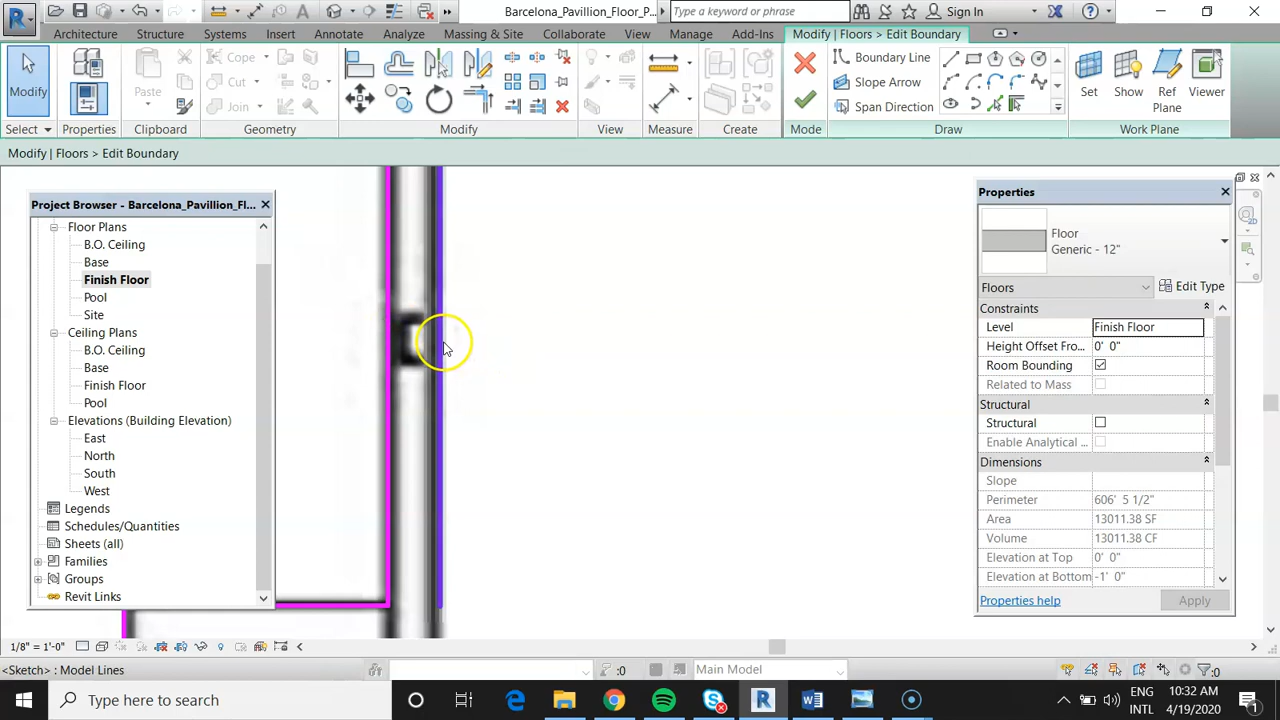 Barcelona_Pavillion_Floor_P...
Type a keyword or phrase
Sign In
Architecture Structure Systems Insert Annotate Analyze Massing & Site Collaborate View Manage Add-Ins Modify | Floors > Edit Boundary
Modify
Paste
Cope
Cut
Join
Boundary Line
Slope Arrow
Span Direction
Set
Show
Ref
Plane
Viewer
Select Properties Clipboard Geometry Modify View Measure Create Mode Draw Work Plane
Modify | Floors > Edit Boundary
Project Browser - Barcelona_Pavillion_Fl...
Floor Plans
B.O. Ceiling
Base
Finish Floor
Pool
Site
Ceiling Plans
B.O. Ceiling
Base
Finish Floor
Pool
Elevations (Building Elevation)
East
North
South
West
Legends
Schedules/Quantities
Sheets (all)
Families
Groups
Revit Links
Properties
Floor
Generic - 12"
Floors
Edit Type
Constraints
Level Finish Floor
Height Offset Fro... 0' 0"
Room Bounding
Related to Mass
Structural
Structural
Enable Analytical ...
Dimensions
Slope
Perimeter 606' 5 1/2"
Area 13011.38 SF
Volume 13011.38 CF
Elevation at Top 0' 0"
Elevation at Bottom -1' 0"
Properties help
Apply
1/8" = 1'-0"
<Sketch> : Model Lines
:0
Main Model
:0
Type here to search
ENG
INTL
10:32 AM
4/19/2020
1